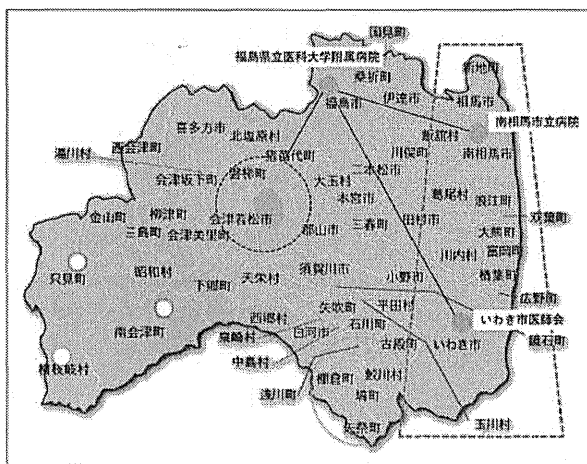 国見町
福島県立医科大学附属病院
桑折町
新地町
福島市
伊達市
相馬市
南相馬市立病院
喜多方市
北塩原村
飯舘村
川俣町
南相馬市
湯川村
西会津町
猪苗代町
磐梯町
二本松市
会津坂下町
大玉村
葛尾村
浪江町
本宮市
双葉町
金山町
柳津町
会津若松市
田村市
三春町
大熊町
三島町
会津美里町
郡山市
富岡町
川内村
只見町
昭和村
須賀川市
小野町
楢葉町
下郷町
天栄村
広野町
矢吹町
平田村
西郷村
石川町
いわき市医師会
南会津町
泉崎村
白河市
古殿町
いわき市
鏡石町
中島村
檜枝岐村
棚倉町
鮫川村
浅川町
塙町
矢祭町
玉川村